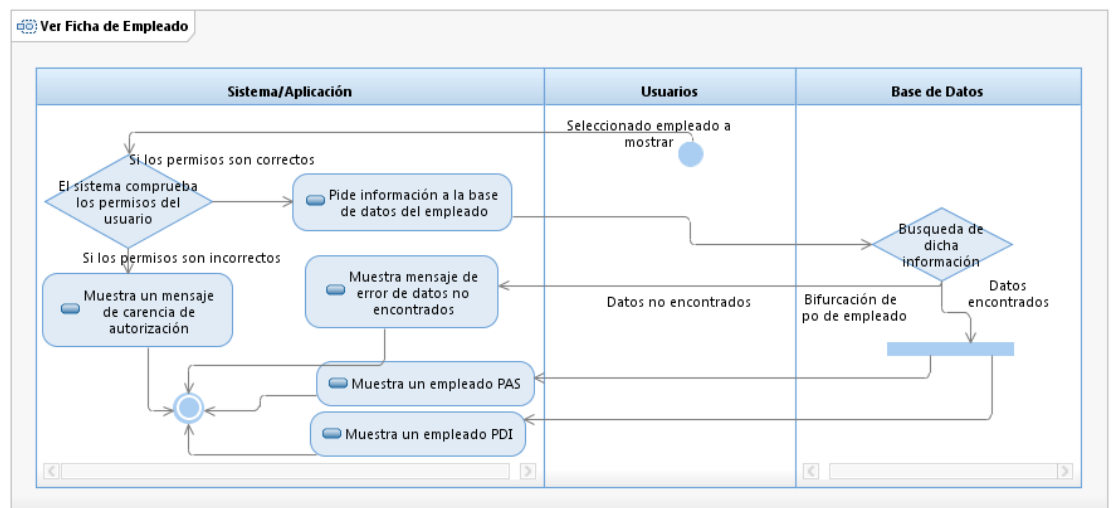 Ver Ficha de Empleado
Sistema/Aplicación
Usuarios
Base de Datos
Seleccionado empleado a
mostrar
Si los permisos son correctos
El sistema comprueba
los permisos del
usuario
Pide información a la base
de datos del empleado
Búsqueda de
dicha
información
Si los permisos son incorrectos
Muestra un mensaje
de carencia de
autorización
Muestra mensaje de
error de datos no
encontrados
Datos no encontrados
Bifurcación de
po de empleado
Datos
encontrados
Muestra un empleado PAS
Muestra un empleado PDI